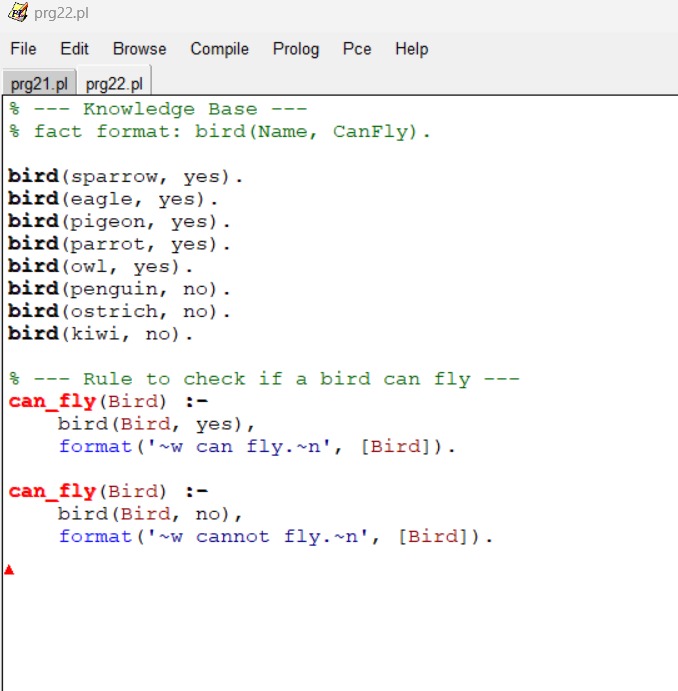 prg22.pl
File Edit Browse Compile Prolog Pce Help
prg21.pl prg22.pl
% --- Knowledge Base ---
% fact format: bird(Name, CanFly).
bird(sparrow, yes).
bird(eagle, yes).
bird(pigeon, yes).
bird(parrot, yes).
bird(owl, yes).
bird(penguin, no).
bird(ostrich, no).
bird(kiwi, no).
% --- Rule to check if a bird can fly ---
can_fly(Bird) :-
    bird(Bird, yes),
    format('~w can fly.~n', [Bird]).
can_fly(Bird) :-
    bird(Bird, no),
    format('~w cannot fly.~n', [Bird]).